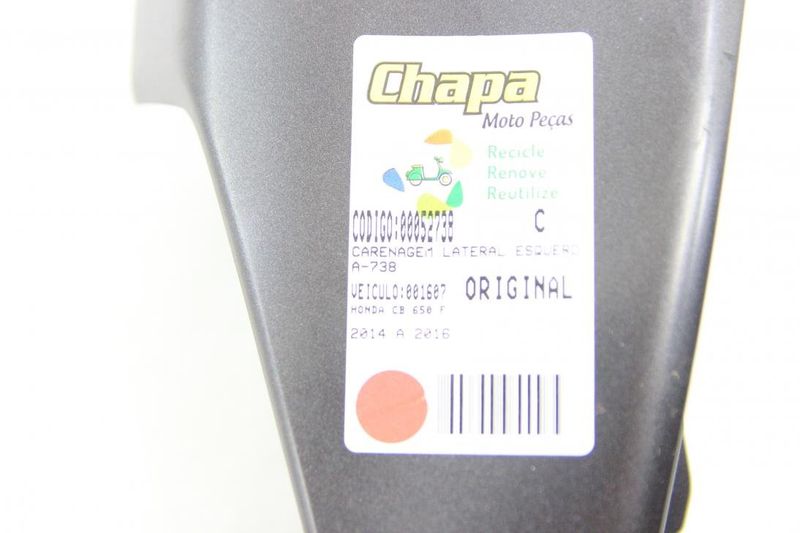 Chapa
Moto Peças
Recicle
Renove
Reutilize
CODIGO:00052738 C
CARENAGEM LATERAL ESQUERD
A-738
VEICULO:001607 ORIGINAL
HONDA CB 650 F
2014 A 2016